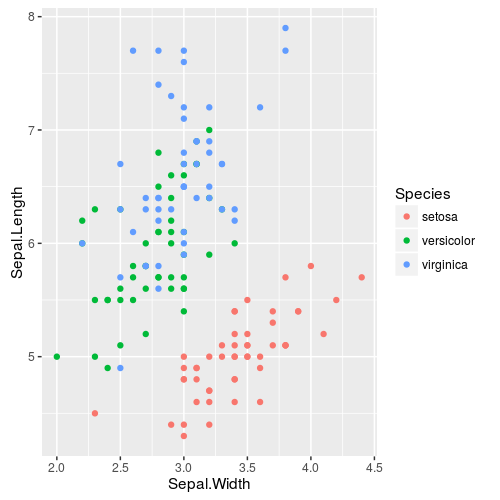 8
7
6
5
Sepal.Length
2.0 2.5 3.0 3.5 4.0 4.5
Sepal.Width
Species
setosa
versicolor
virginica